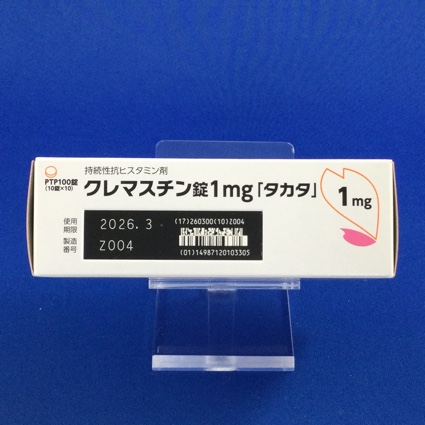 PTP100錠
(10錠×10)
持続性抗ヒスタミン剤
クレマスチン錠1mg「タカタ」
1mg
使用
期限
2026.3
製造
番号
Z004
(17)260300(10)Z004
(01)14987120103305